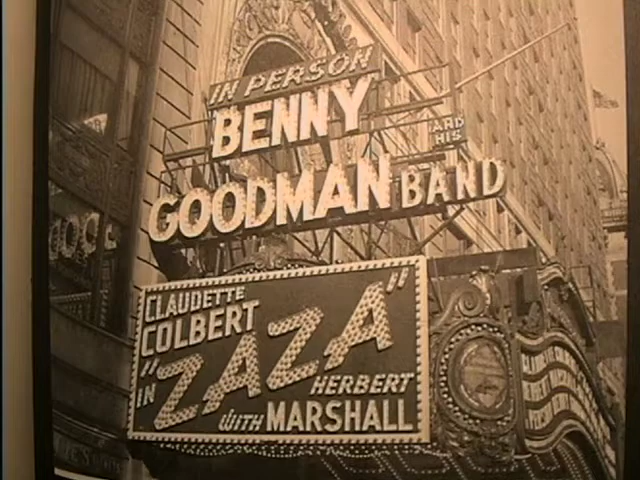 IN PERSON
BENNY
AND
HIS
GOODMAN BAND
CLAUDETTE
COLBERT
IN "ZAZA"
HERBERT
WITH MARSHALL